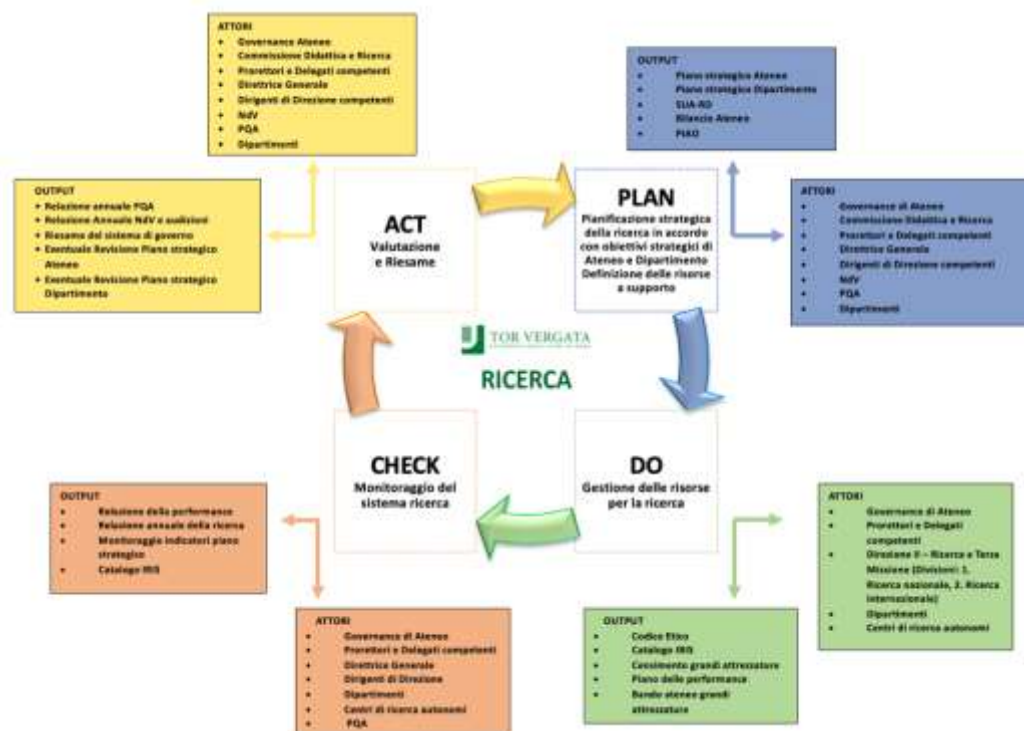 ATTORI
• Governance Ateneo
• Commissione Didattica e Ricerca
• Prorettori e Delegati competenti
• Direttrice Generale
• Dirigenti di Direzione competenti
• NdV
• PQA
• Dipartimenti
OUTPUT
• Piano strategico Ateneo
• Piano strategico Dipartimento
• SUA-RD
• Bilancio Ateneo
• PIAO
OUTPUT
• Relazione annuale PQA
• Relazione Annuale NdV e audizioni
• Riesame del sistema di governo
• Eventuale Revisione Piano strategico
Ateneo
• Eventuale Revisione Piano strategico
Dipartimento
ACT
Valutazione
e Riesame
PLAN
Pianificazione strategica
della ricerca in accordo
con obiettivi strategici di
Ateneo e Dipartimento
Definizione delle risorse
a supporto
ATTORI
• Governance di Ateneo
• Commissione Didattica e Ricerca
• Prorettori e Delegati competenti
• Direttrice Generale
• Dirigenti di Direzione competenti
• NdV
• PQA
• Dipartimenti
TOR VERGATA
RICERCA
CHECK
Monitoraggio del
sistema ricerca
DO
Gestione delle risorse
per la ricerca
OUTPUT
• Relazione della performance
• Relazione annuale della ricerca
• Monitoraggio indicatori piano
strategico
• Catalogo IRIS
ATTORI
• Governance di Ateneo
• Prorettori e Delegati
competenti
• Direzione II – Ricerca e Terza
Missione (Divisioni: 1.
Ricerca nazionale, 2. Ricerca
internazionale)
• Dipartimenti
• Centri di ricerca autonomi
ATTORI
• Governance di Ateneo
• Prorettori e Delegati competenti
• Direttrice Generale
• Dirigenti di Direzione
• Dipartimenti
• Centri di ricerca autonomi
• PQA
OUTPUT
• Codice Etico
• Catalogo IRIS
• Censimento grandi attrezzature
• Piano delle performance
• Bando ateneo grandi
attrezzature